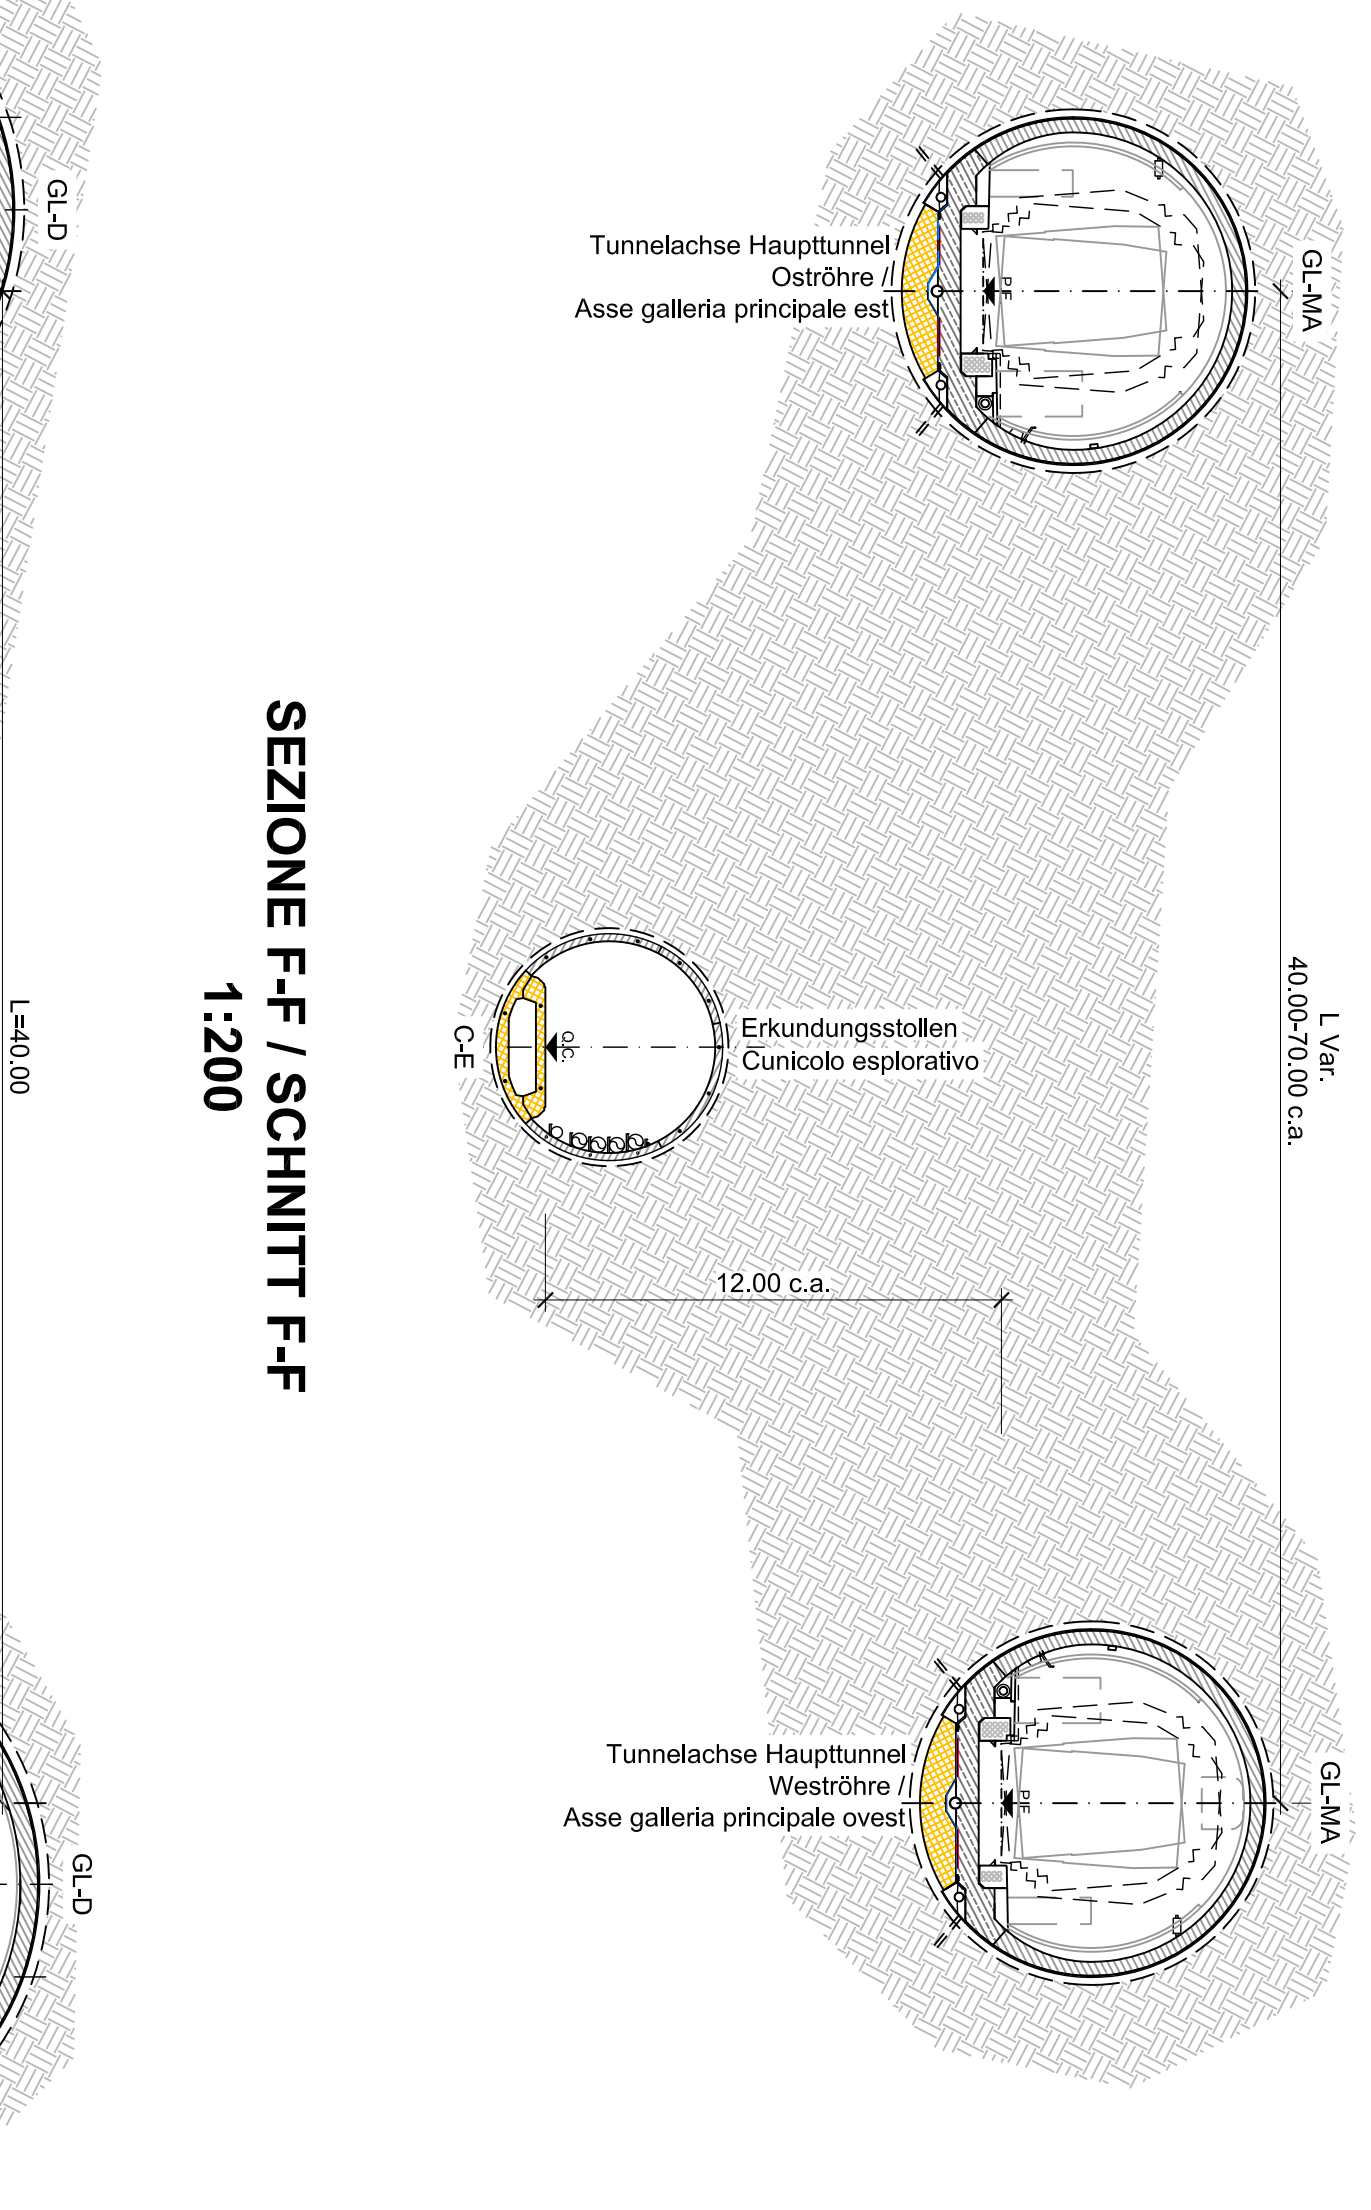 GL-MA
L Var.
40.00-70.00 c.a.
GL-MA
Tunnelachse Haupttunnel
Oströhre /
Asse galleria principale est
P.F.
Erkundungsstollen
Cunicolo esplorativo
Q.C.
C-E
12.00 c.a.
Tunnelachse Haupttunnel
Weströhre /
Asse galleria principale ovest
P.F.
SEZIONE F-F / SCHNITT F-F
1:200
GL-D
L=40.00
GL-D